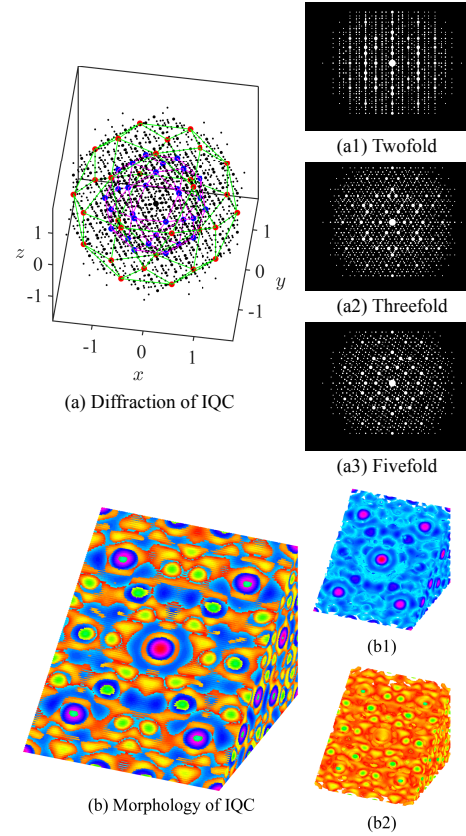 (a1) Twofold
1
0
-1
z
1
0
-1
y
-1
0
1
x
(a) Diffraction of IQC
(a2) Threefold
(a3) Fivefold
(b) Morphology of IQC
(b1)
(b2)